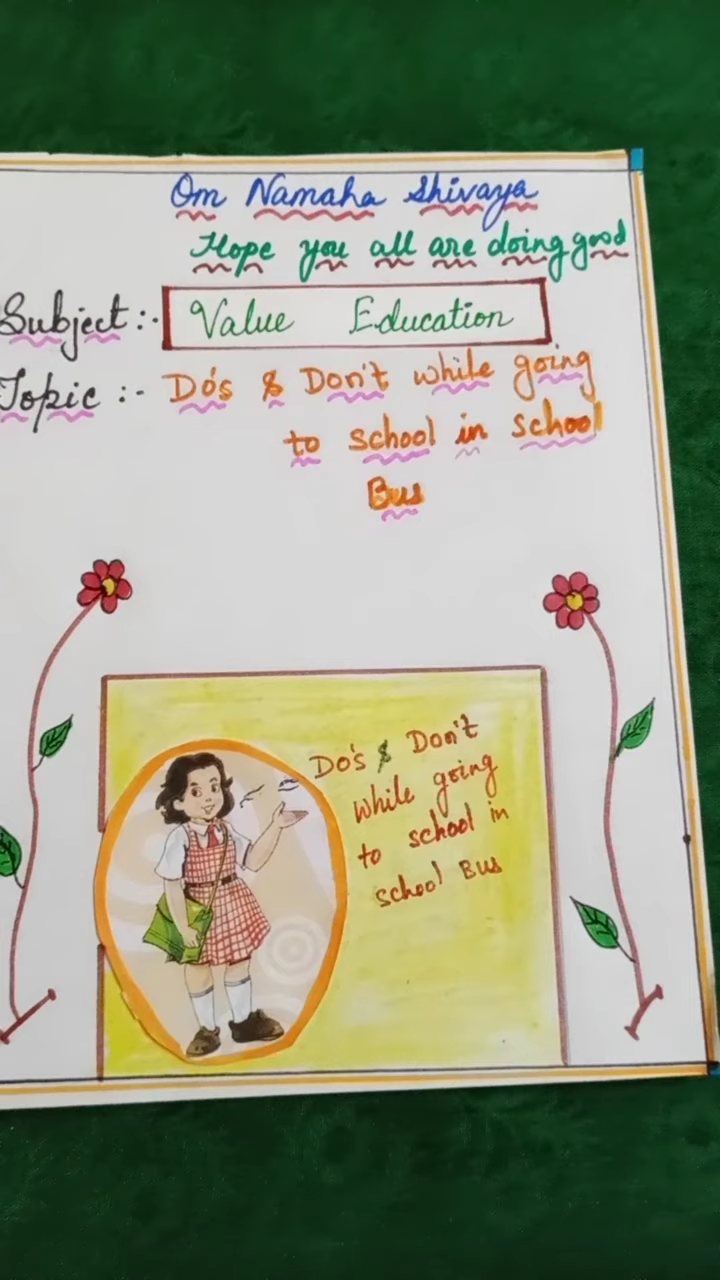 Om Namaha Shivaya
Hope you all are doing good
Subject :- Value Education
Topic :- Do's & Don't while going
to school in school
Bus
Do's & Don't
while going
to school in
school Bus